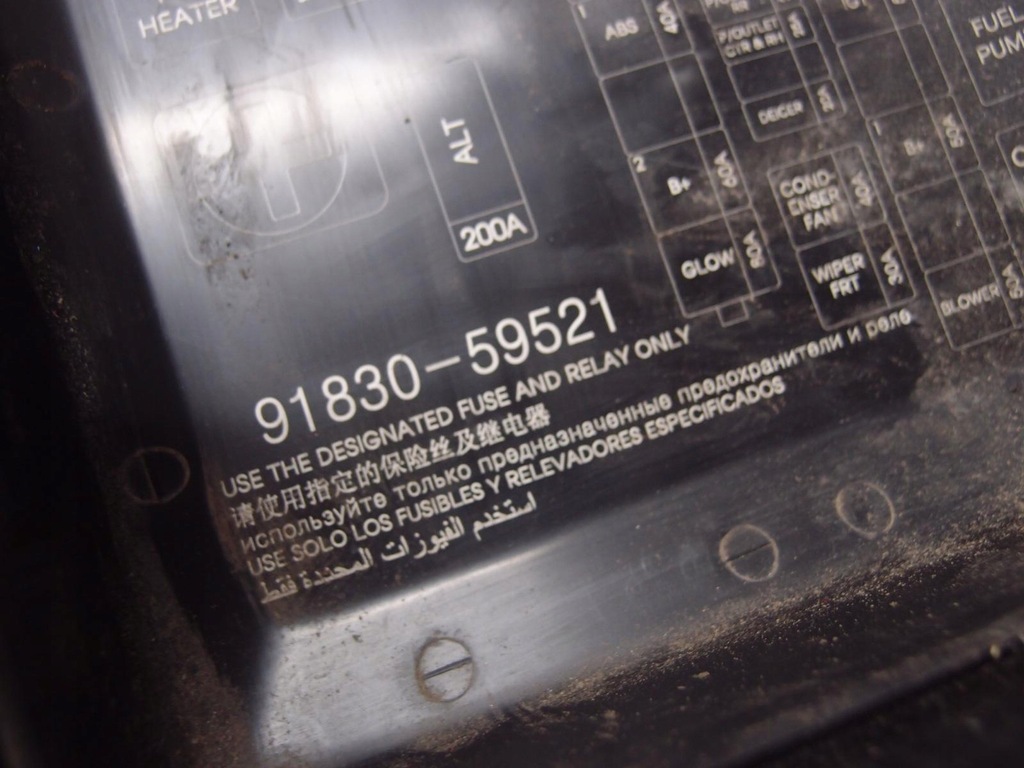 HEATER
ALT
200A
1
ABS
40A
2
B+
40A
GLOW
80A
P/OUTLET
CTR & RH
DEICER
COND-
ENSER
FAN
40A
WIPER
FRT
30A
1
B+
50A
BLOWER
FUEL
PUMP
91830-59521
USE THE DESIGNATED FUSE AND RELAY ONLY
请使用指定的保险丝及继电器
используйте только предназначенные предохранители и реле
USE SOLO LOS FUSIBLES Y RELEVADORES ESPECIFICADOS
استخدم الفيوزات المحددة فقط